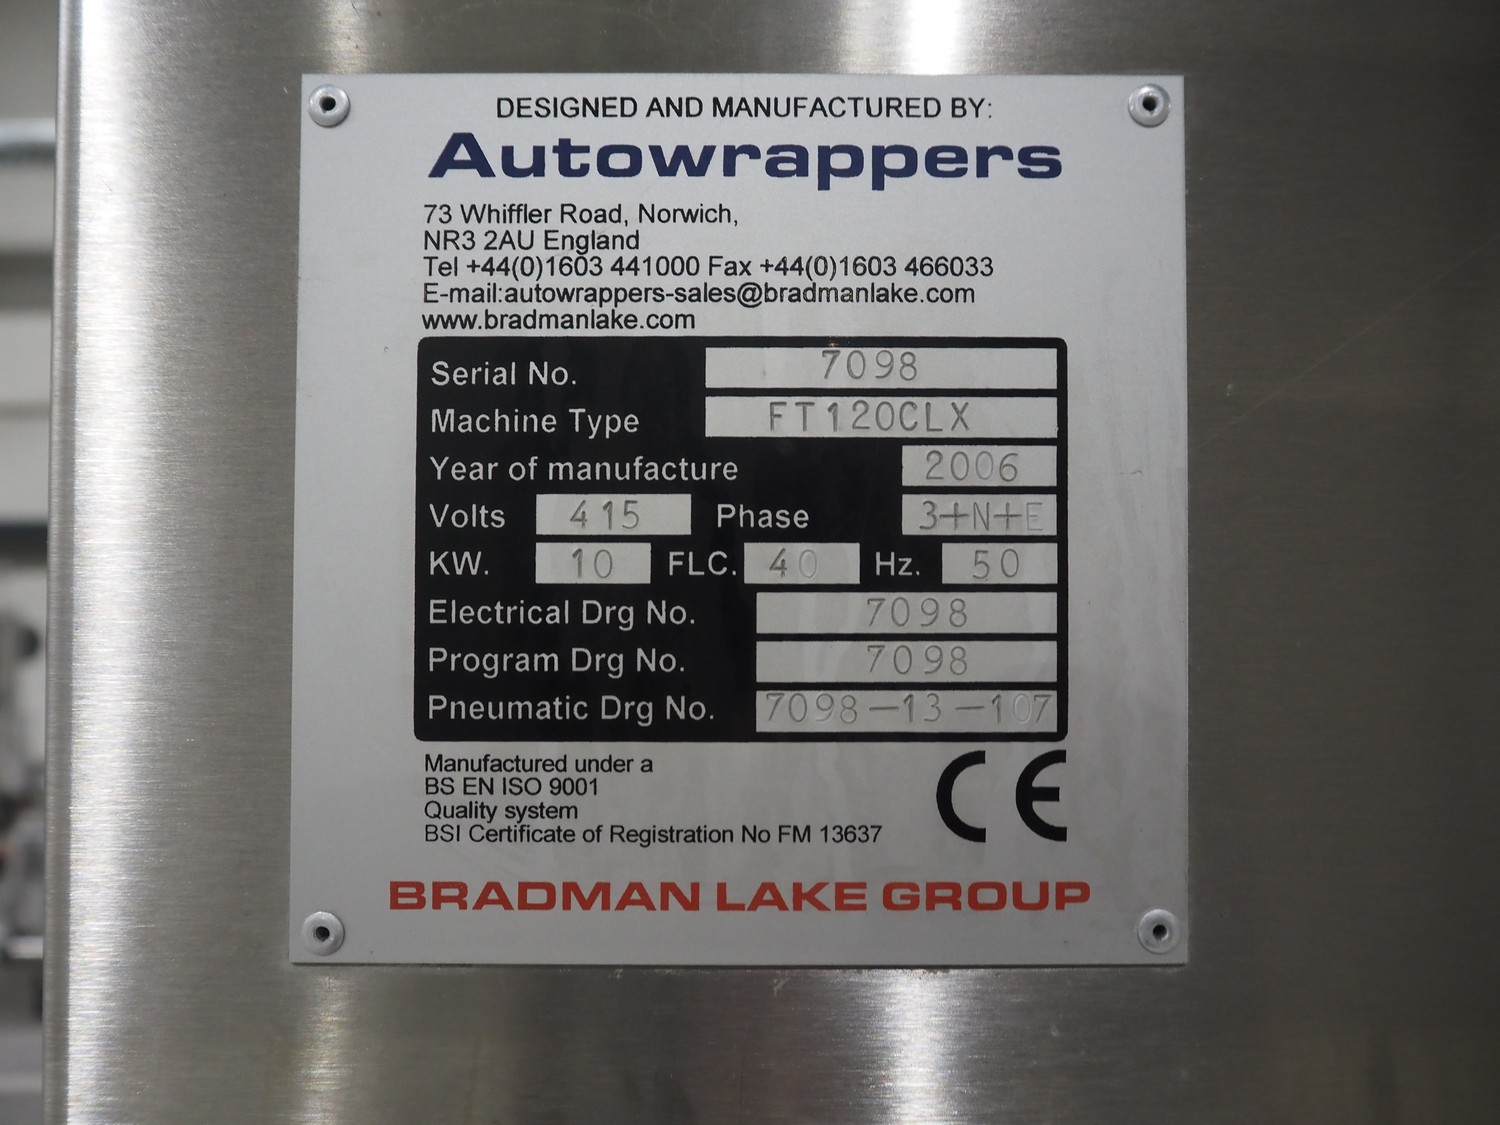 DESIGNED AND MANUFACTURED BY:
Autowrappers
73 Whiffler Road, Norwich,
NR3 2AU England
Tel +44(0)1603 441000 Fax +44(0)1603 466033
E-mail:autowrappers-sales@bradmanlake.com
www.bradmanlake.com
Serial No. 7098
Machine Type FT120CLX
Year of manufacture 2006
Volts 415 Phase 3+N+E
KW. 10 FLC. 40 Hz. 50
Electrical Drg No. 7098
Program Drg No. 7098
Pneumatic Drg No. 7098-13-107
Manufactured under a
BS EN ISO 9001
Quality system
BSI Certificate of Registration No FM 13637
CE
BRADMAN LAKE GROUP